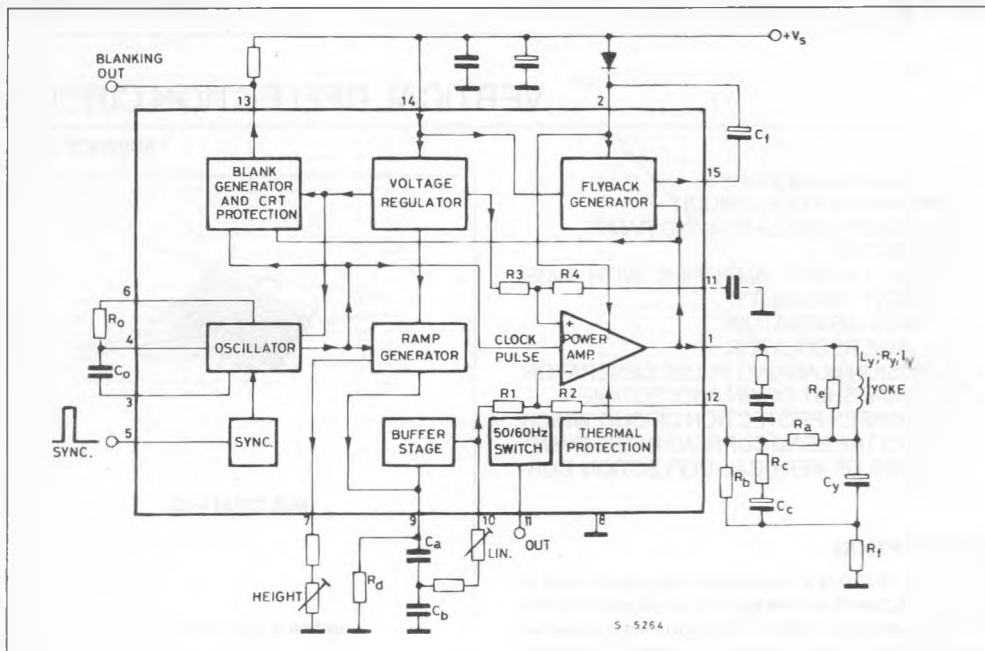 +Vs
BLANKING OUT
13
14
2
Cf
15
BLANK GENERATOR AND CRT PROTECTION
VOLTAGE REGULATOR
FLYBACK GENERATOR
6
R3
R4
11
Ro
4
OSCILLATOR
RAMP GENERATOR
CLOCK PULSE
+
POWER AMP.
-
1
Co
3
Ly; Ry; Iy
YOKE
Re
R1
R2
12
Ra
5
SYNC.
SYNC.
BUFFER STAGE
50/60Hz SWITCH
THERMAL PROTECTION
Rb
Rc
Cy
Cc
7
9
10
11
8
OUT
LIN.
Ca
Rf
HEIGHT
Rd
Cb
S-5264